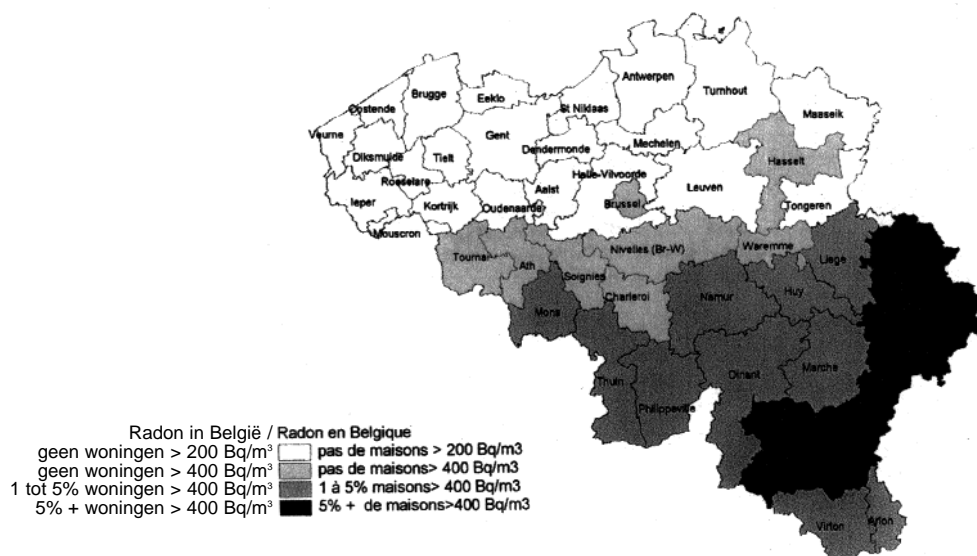 Antwerpen
Turnhout
Brugge
Eeklo
St Niklaas
Oostende
Maaseik
Veurne
Gent
Mechelen
Dendermonde
Diksmuide
Tielt
Hasselt
Halle-Vilvoorde
Roeselare
Aalst
Leuven
Ieper
Kortrijk
Oudenaarde
Brussel
Tongeren
Mouscron
Nivelles (Br-W)
Waremme
Tournai
Liège
Ath
Soignies
Charleroi
Namur
Huy
Mons
Marche
Dinant
Thuin
Philippeville
Radon in België / Radon en Belgique
geen woningen > 200 Bq/m³ pas de maisons > 200 Bq/m3
geen woningen > 400 Bq/m³ pas de maisons> 400 Bq/m3
1 tot 5% woningen > 400 Bq/m³ 1 à 5% maisons> 400 Bq/m3
5% + woningen > 400 Bq/m³ 5% + de maisons>400 Bq/m3
Virton
Arlon